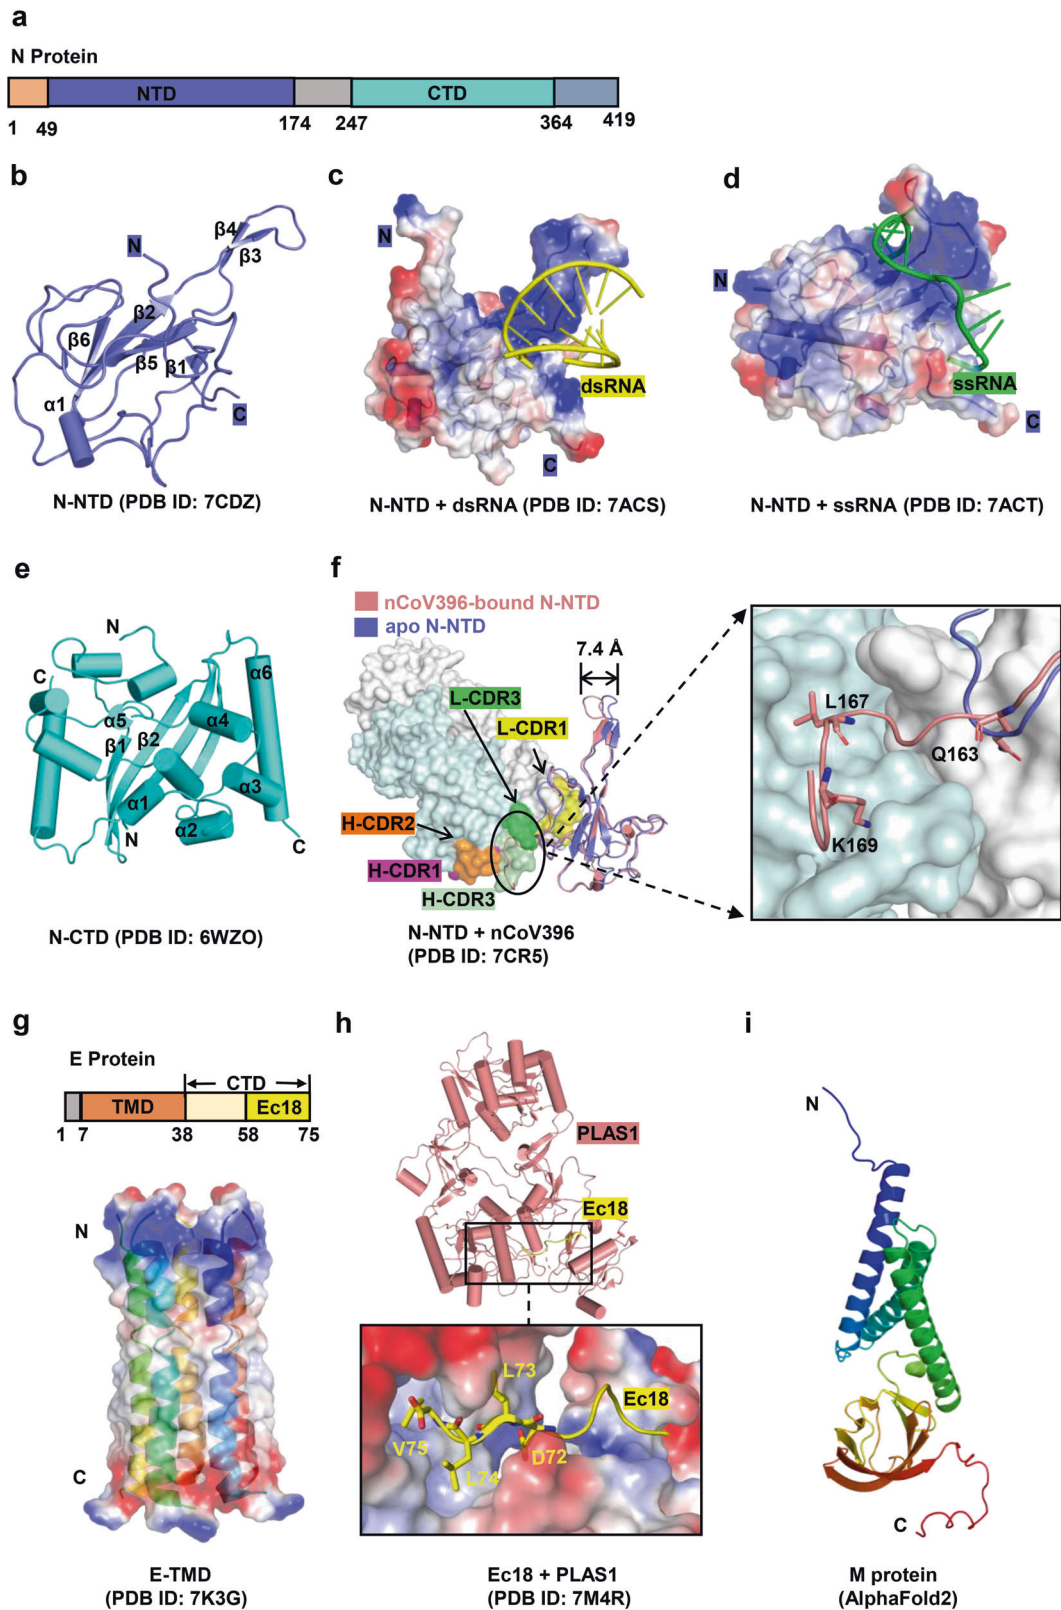 a
N Protein
NTD
CTD
1 49 174 247 364 419
b
N
β4
β3
β2
β6
β5 β1
α1
C
N-NTD (PDB ID: 7CDZ)
c
N
dsRNA
C
N-NTD + dsRNA (PDB ID: 7ACS)
d
N
ssRNA
C
N-NTD + ssRNA (PDB ID: 7ACT)
e
N
C
α6
α5
α4
β1 β2
α3
α1
α2
N
C
N-CTD (PDB ID: 6WZO)
f
nCoV396-bound N-NTD
apo N-NTD
7.4 Å
L-CDR3
L-CDR1
H-CDR2
H-CDR1
H-CDR3
N-NTD + nCoV396
(PDB ID: 7CR5)
L167
Q163
K169
g
E Protein
CTD
TMD
Ec18
1 7 38 58 75
N
C
E-TMD
(PDB ID: 7K3G)
h
PLAS1
Ec18
L73
Ec18
V75
D72
L74
Ec18 + PLAS1
(PDB ID: 7M4R)
i
N
C
M protein
(AlphaFold2)